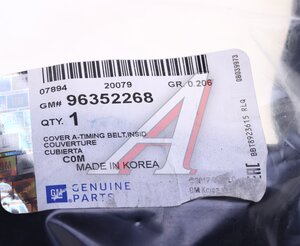 07894 20079 GR/0.206
GM# 96352268
QTY. 1
COVER A-TIMING BELT/INSID
COUVERTURE
CUBIERTA
COM
MADE IN KOREA
GM GENUINE
PARTS